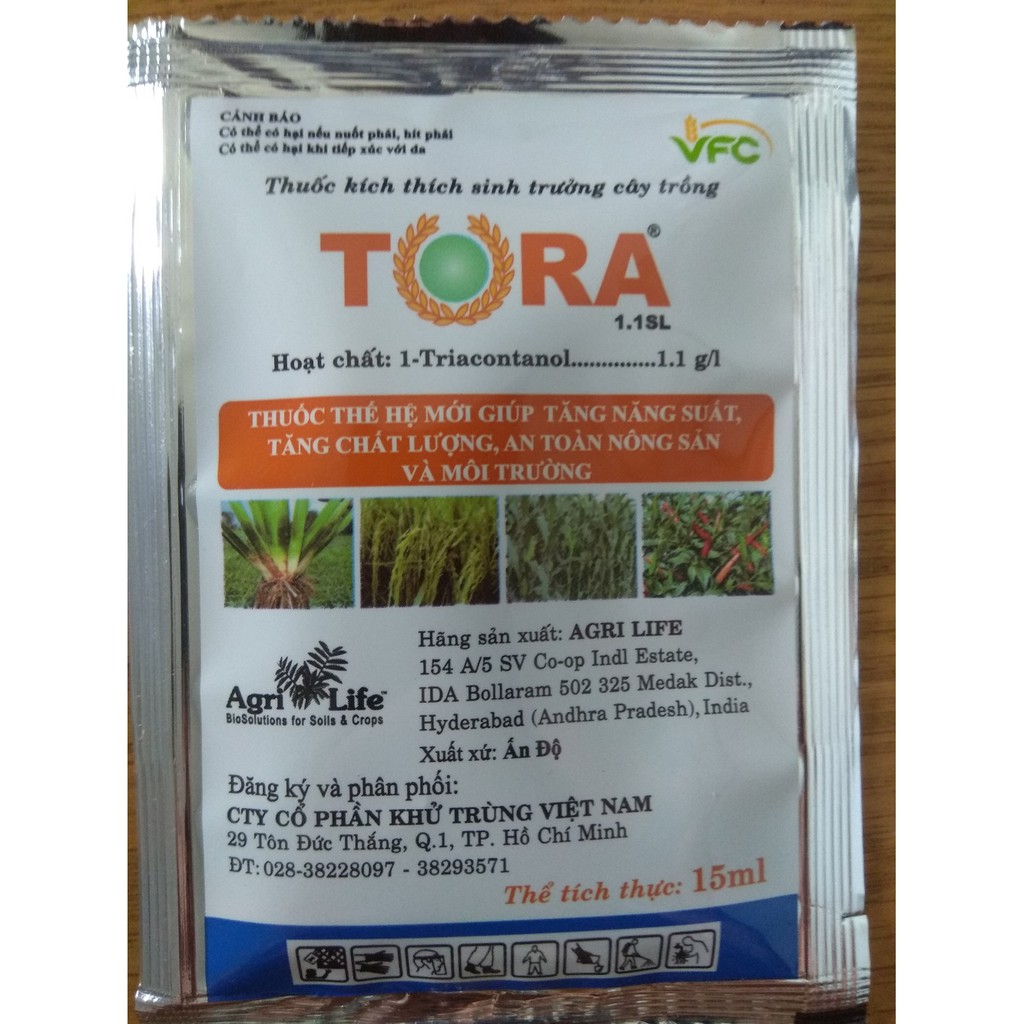 CẢNH BÁO
Có thể có hại nếu nuốt phải, hít phải
Có thể có hại khi tiếp xúc với da
VFC
Thuốc kích thích sinh trưởng cây trồng
TORA®
1.1SL
Hoạt chất: 1-Triacontanol..............1.1 g/l
THUỐC THẾ HỆ MỚI GIÚP TĂNG NĂNG SUẤT,
TĂNG CHẤT LƯỢNG, AN TOÀN NÔNG SẢN
VÀ MÔI TRƯỜNG
Agri Life™
BioSolutions for Soils & Crops
Hãng sản xuất: AGRI LIFE
154 A/5 SV Co-op Indl Estate,
IDA Bollaram 502 325 Medak Dist.,
Hyderabad (Andhra Pradesh), India
Xuất xứ: Ấn Độ
Đăng ký và phân phối:
CTY CỔ PHẦN KHỬ TRÙNG VIỆT NAM
29 Tôn Đức Thắng, Q.1, TP. Hồ Chí Minh
ĐT: 028-38228097 - 38293571
Thể tích thực: 15ml